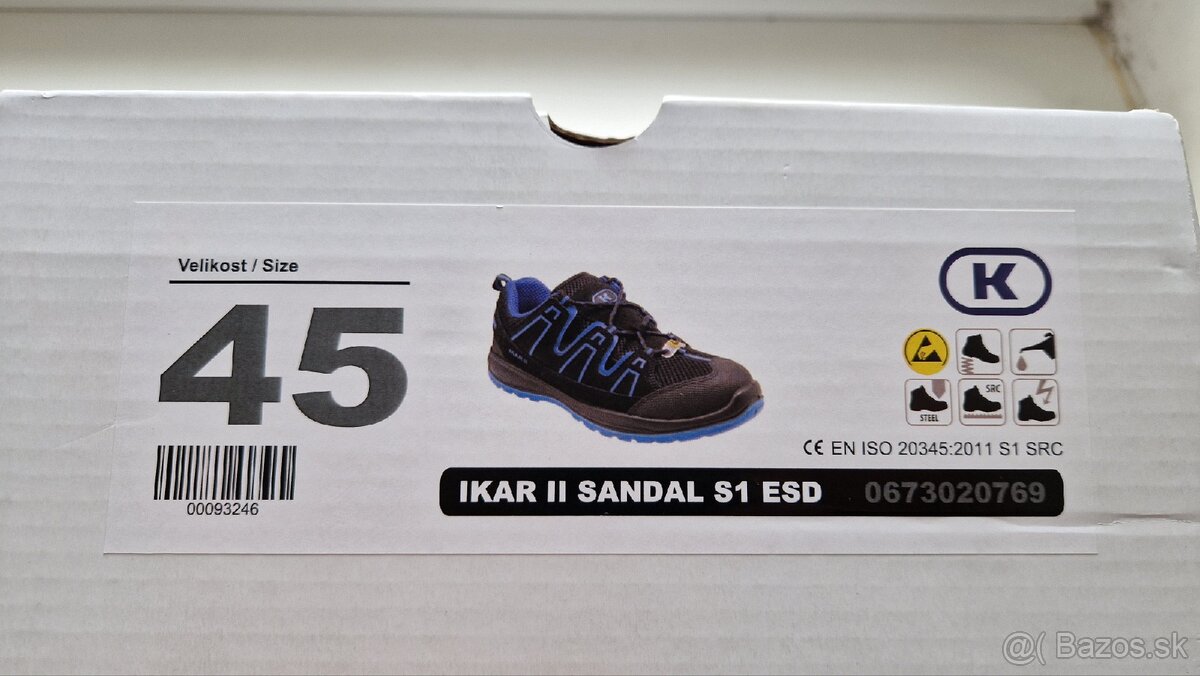 Velikost / Size
45
00093246
K
K
STEEL
SRC
CE EN ISO 20345:2011 S1 SRC
IKAR II SANDAL S1 ESD 0673020769
@( Bazos.sk